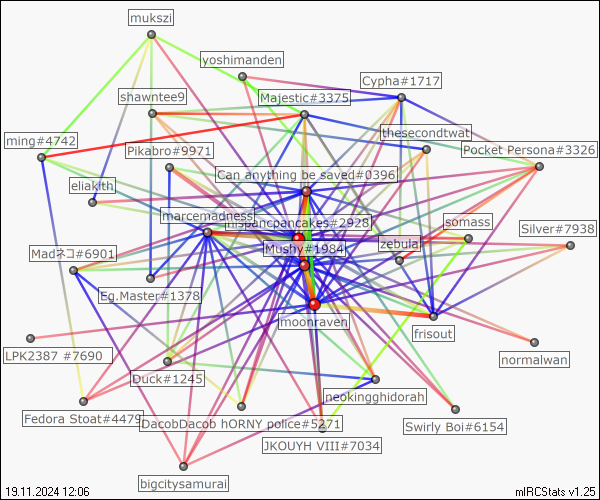 mukszi
yoshimanden
Cypha#1717
shawntee9
Majestic#3375
thesecondtwat
ming#4742
Pikabro#9971
Pocket Persona#3326
Can anything be saved#0396
eliakith
marcemadness
pancakes#2928
somass
Silver#7938
Mushy#1984
zebula
Madネコ#6901
Eg.Master#1378
moonraven
frisout
LPK2387 #7690
normalwan
Duck#1245
neokingghidorah
Fedora Stoat#4479
DacobDacob hORNY police#5271
Swirly Boi#6154
JKOUYH VIII#7034
bigcitysamurai
19.11.2024 12:06
mIRCStats v1.25